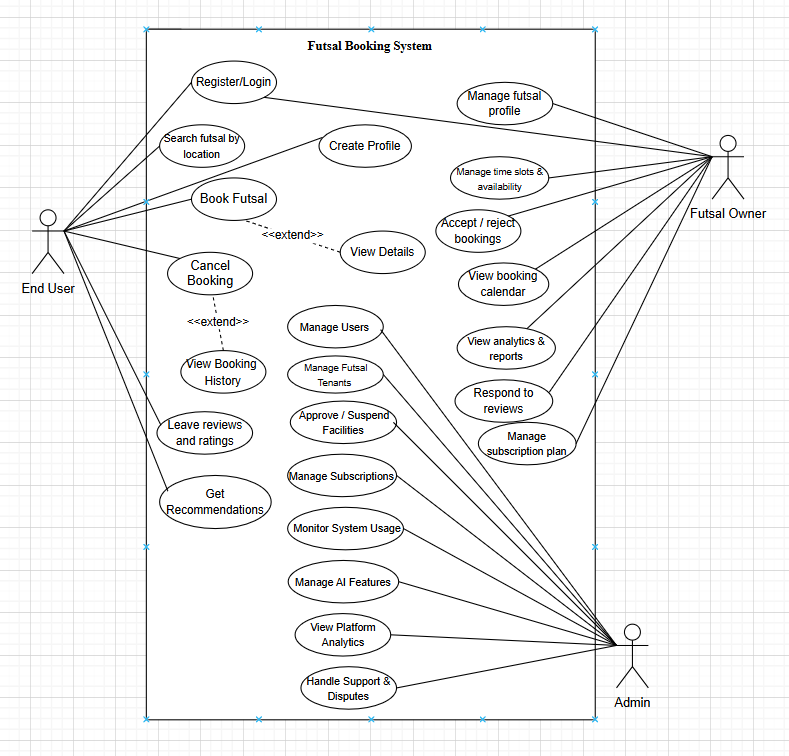 Futsal Booking System
Register/Login
Manage futsal
profile
Search futsal by
location
Create Profile
Manage time slots &
availability
Book Futsal
<<extend>>
View Details
Accept / reject
bookings
Futsal Owner
End User
Cancel
Booking
View booking
calendar
<<extend>>
Manage Users
View analytics &
reports
View Booking
History
Manage Futsal
Tenants
Respond to
reviews
Leave reviews
and ratings
Approve / Suspend
Facilities
Manage
subscription plan
Get
Recommendations
Manage Subscriptions
Monitor System Usage
Manage AI Features
View Platform
Analytics
Handle Support &
Disputes
Admin